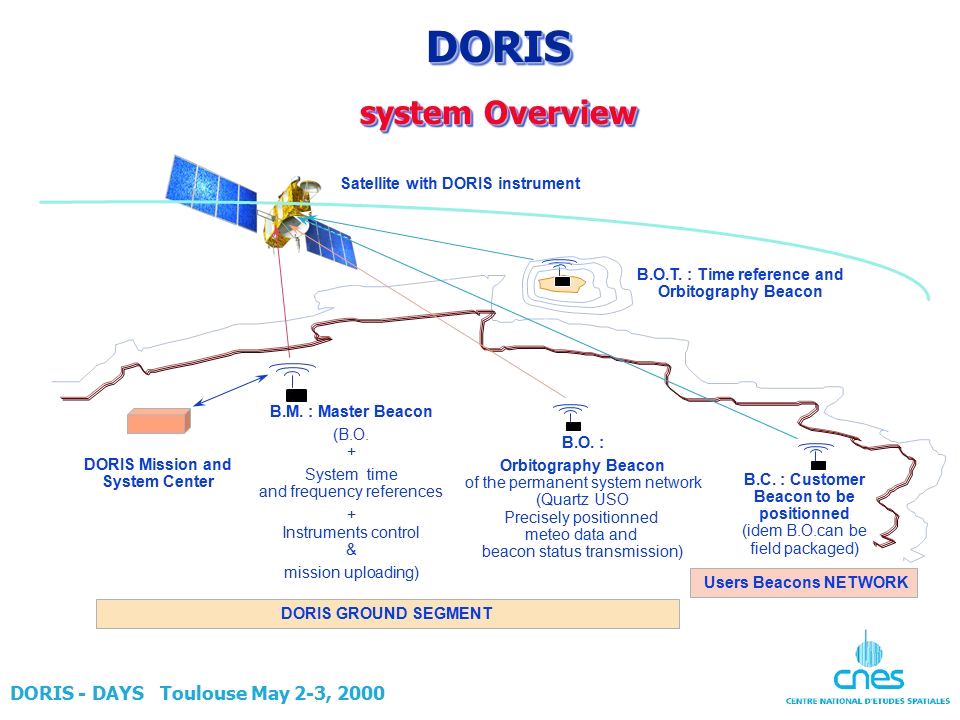 DORIS
system Overview
Satellite with DORIS instrument
B.O.T. : Time reference and
Orbitography Beacon
B.M. : Master Beacon
(B.O.
+
System time
and frequency references
+
Instruments control
&
mission uploading)
DORIS Mission and
System Center
B.O. :
Orbitography Beacon
of the permanent system network
(Quartz USO
Precisely positionned
meteo data and
beacon status transmission)
B.C. : Customer
Beacon to be
positionned
(idem B.O.can be
field packaged)
Users Beacons NETWORK
DORIS GROUND SEGMENT
cnes
CENTRE NATIONAL D'ETUDES SPATIALES
DORIS - DAYS Toulouse May 2-3, 2000